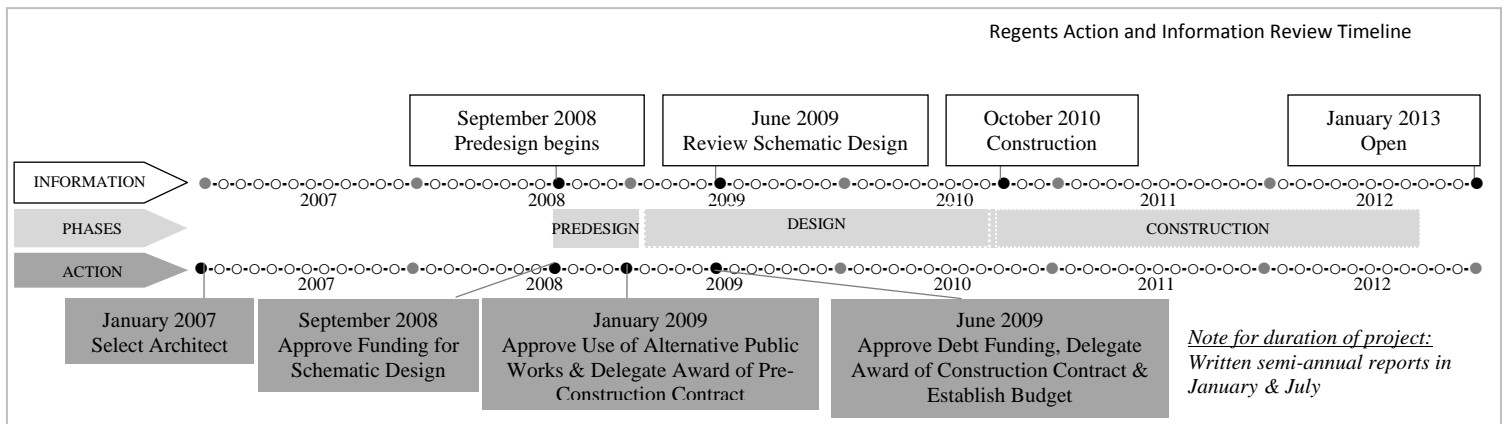 Regents Action and Information Review Timeline
September 2008
Predesign begins
June 2009
Review Schematic Design
October 2010
Construction
January 2013
Open
INFORMATION
2007
2008
2009
2010
2011
2012
PHASES
PREDESIGN
DESIGN
CONSTRUCTION
ACTION
2007
2008
2009
2010
2011
2012
January 2007
Select Architect
September 2008
Approve Funding for
Schematic Design
January 2009
Approve Use of Alternative Public
Works & Delegate Award of Pre-
Construction Contract
June 2009
Approve Debt Funding, Delegate
Award of Construction Contract &
Establish Budget
Note for duration of project:
Written semi-annual reports in
January & July